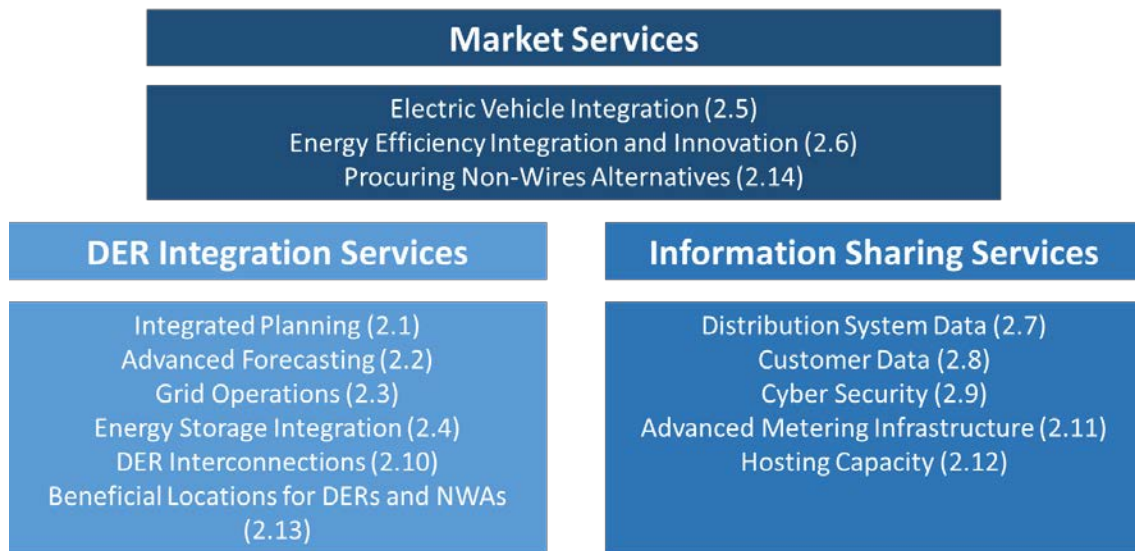 Market Services
Electric Vehicle Integration (2.5)
Energy Efficiency Integration and Innovation (2.6)
Procuring Non-Wires Alternatives (2.14)
DER Integration Services
Integrated Planning (2.1)
Advanced Forecasting (2.2)
Grid Operations (2.3)
Energy Storage Integration (2.4)
DER Interconnections (2.10)
Beneficial Locations for DERs and NWAs
(2.13)
Information Sharing Services
Distribution System Data (2.7)
Customer Data (2.8)
Cyber Security (2.9)
Advanced Metering Infrastructure (2.11)
Hosting Capacity (2.12)